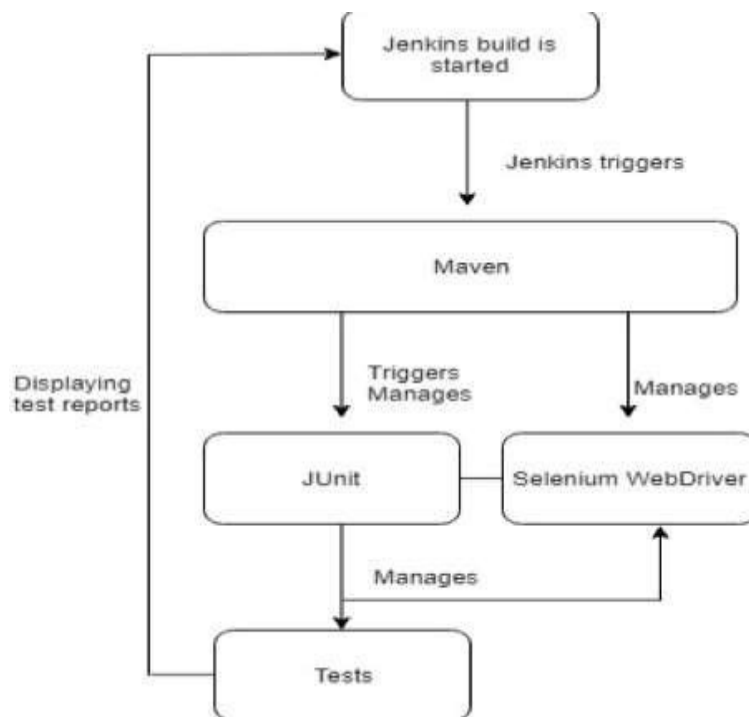 Jenkins build is
started
Jenkins triggers
Maven
Triggers
Manages
Manages
Displaying
test reports
JUnit
Selenium WebDriver
Manages
Tests